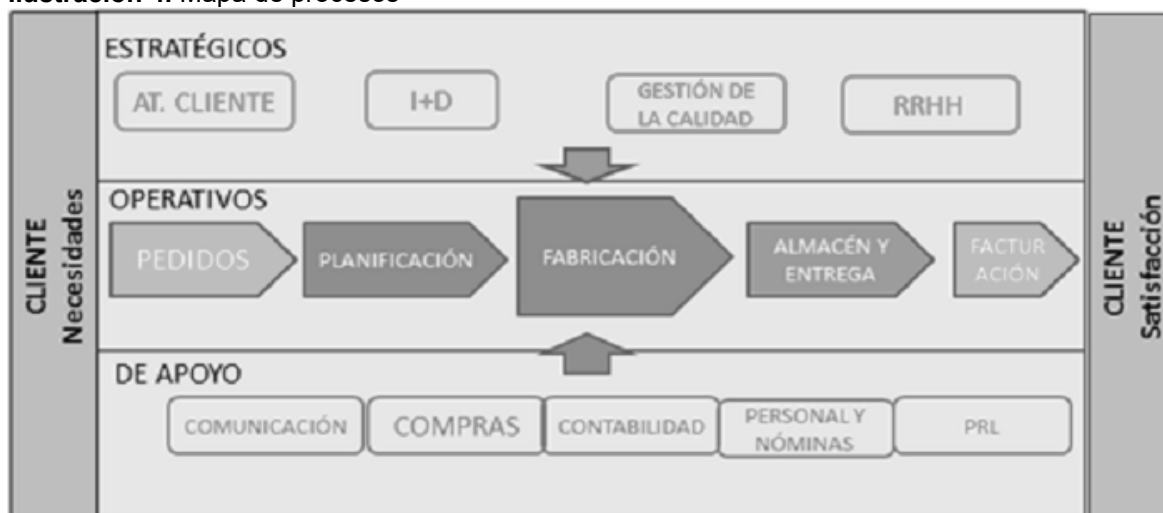 Ilustración 4. Mapa de procesos
ESTRATÉGICOS
AT. CLIENTE
I+D
GESTIÓN DE
LA CALIDAD
RRHH
CLIENTE
Necesidades
OPERATIVOS
PEDIDOS
PLANIFICACIÓN
FABRICACIÓN
ALMACÉN Y
ENTREGA
FACTUR
ACIÓN
CLIENTE
Satisfacción
DE APOYO
COMUNICACIÓN
COMPRAS
CONTABILIDAD
PERSONAL Y
NÓMINAS
PRL